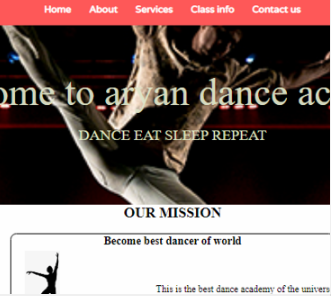 Home About Services Class info Contact us
ome to aryan dance ac
DANCE EAT SLEEP REPEAT
OUR MISSION
Become best dancer of world
This is the best dance academy of the univers